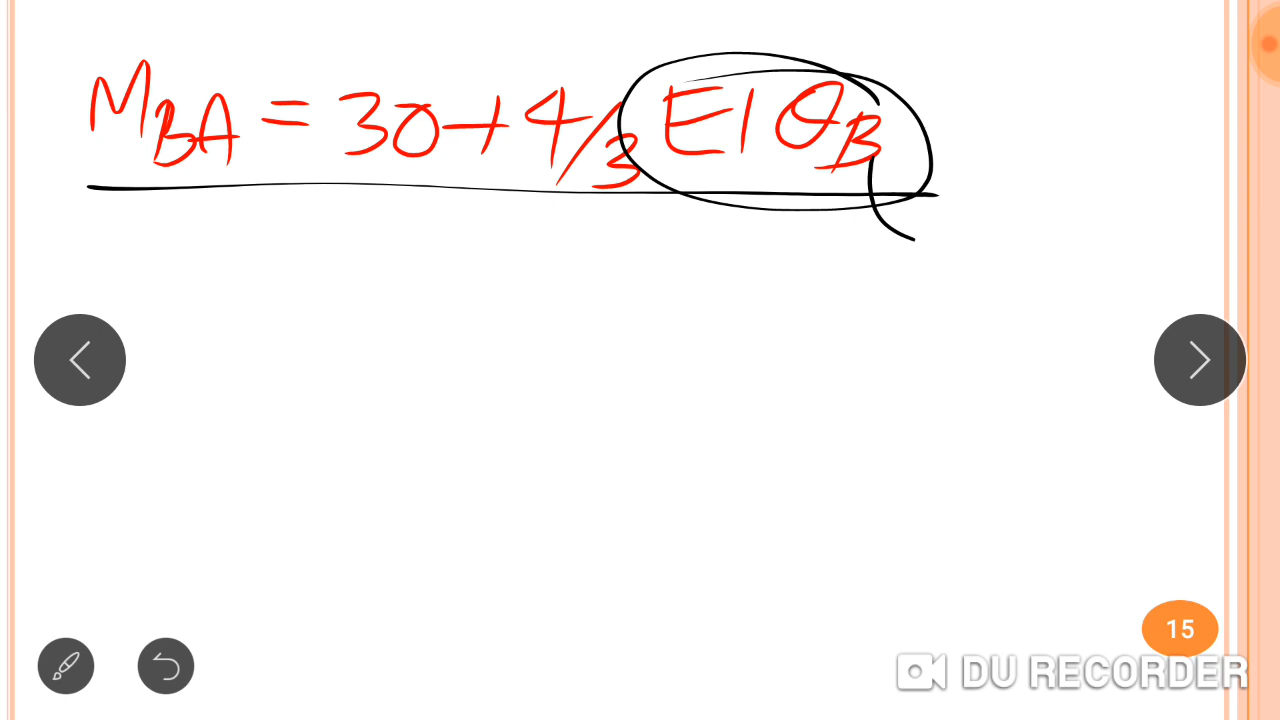 MBA = 30 + 4/3 EIθB
15
DU RECORDER